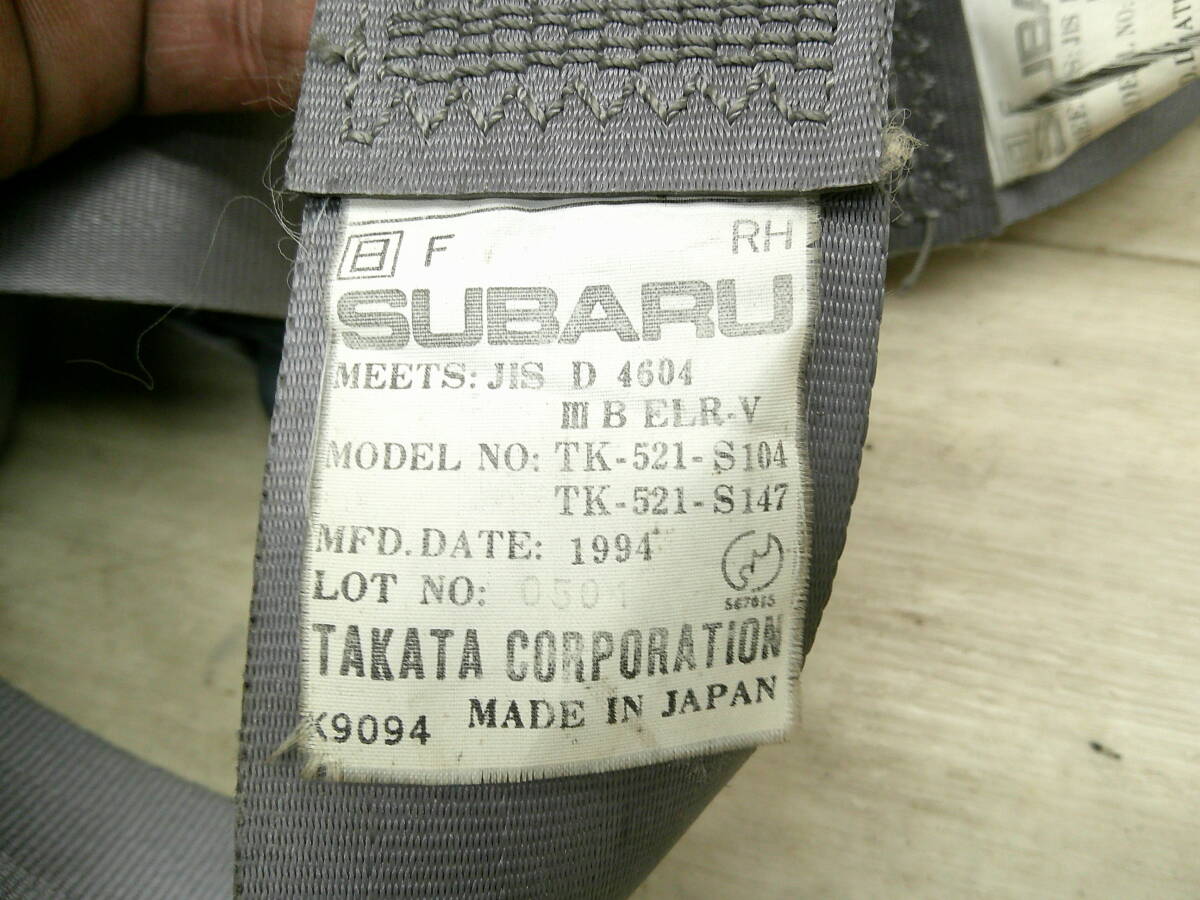 日 F RH
SUBARU
MEETS: JIS D 4604
III B ELR-V
MODEL NO: TK-521-S104
TK-521-S147
MFD. DATE: 1994
LOT NO:
TAKATA CORPORATION
K9094 MADE IN JAPAN